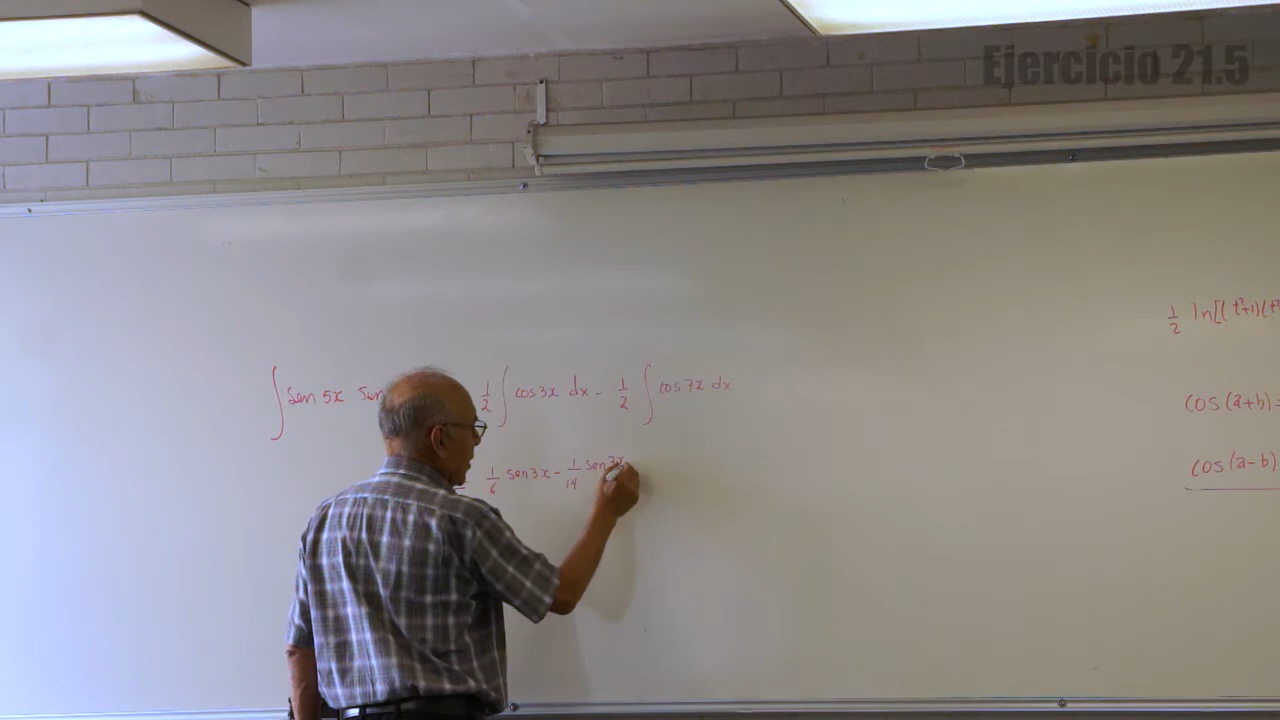 Ejercicio 21.5
1/2 ln[(t²+1)(t
∫ Sen 5x Sen 1/2 ∫ cos 3x dx - 1/2 ∫ cos 7x dx
cos (a+b) =
= 1/6 sen 3x - 1/14 sen
cos (a-b)